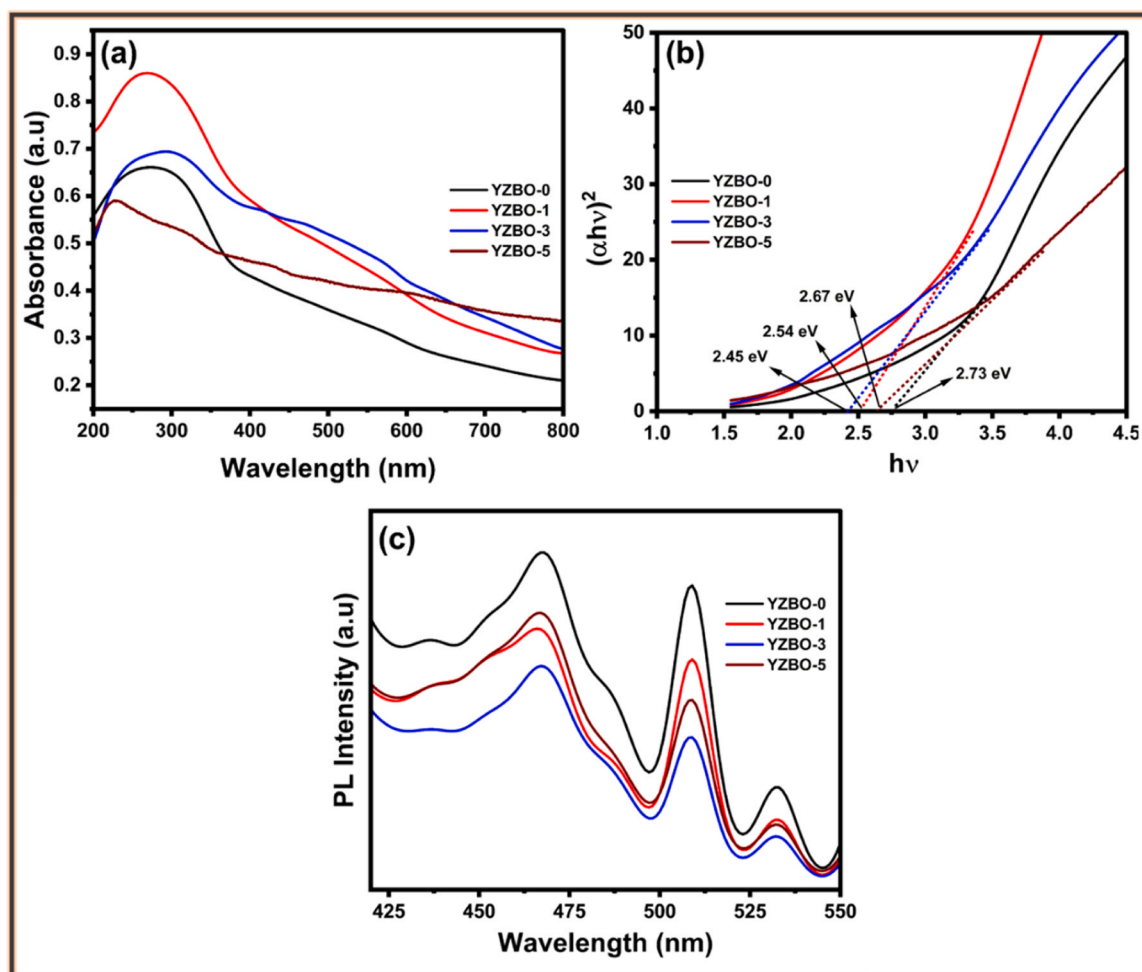 (a)
Absorbance (a.u)
0.9
0.8
0.7
0.6
0.5
0.4
0.3
0.2
YZBO-0
YZBO-1
YZBO-3
YZBO-5
200 300 400 500 600 700 800
Wavelength (nm)
(b)
(αhν)²
50
40
30
20
10
0
YZBO-0
YZBO-1
YZBO-3
YZBO-5
2.67 eV
2.54 eV
2.45 eV
2.73 eV
1.0 1.5 2.0 2.5 3.0 3.5 4.0 4.5
hν
(c)
PL Intensity (a.u)
YZBO-0
YZBO-1
YZBO-3
YZBO-5
425 450 475 500 525 550
Wavelength (nm)